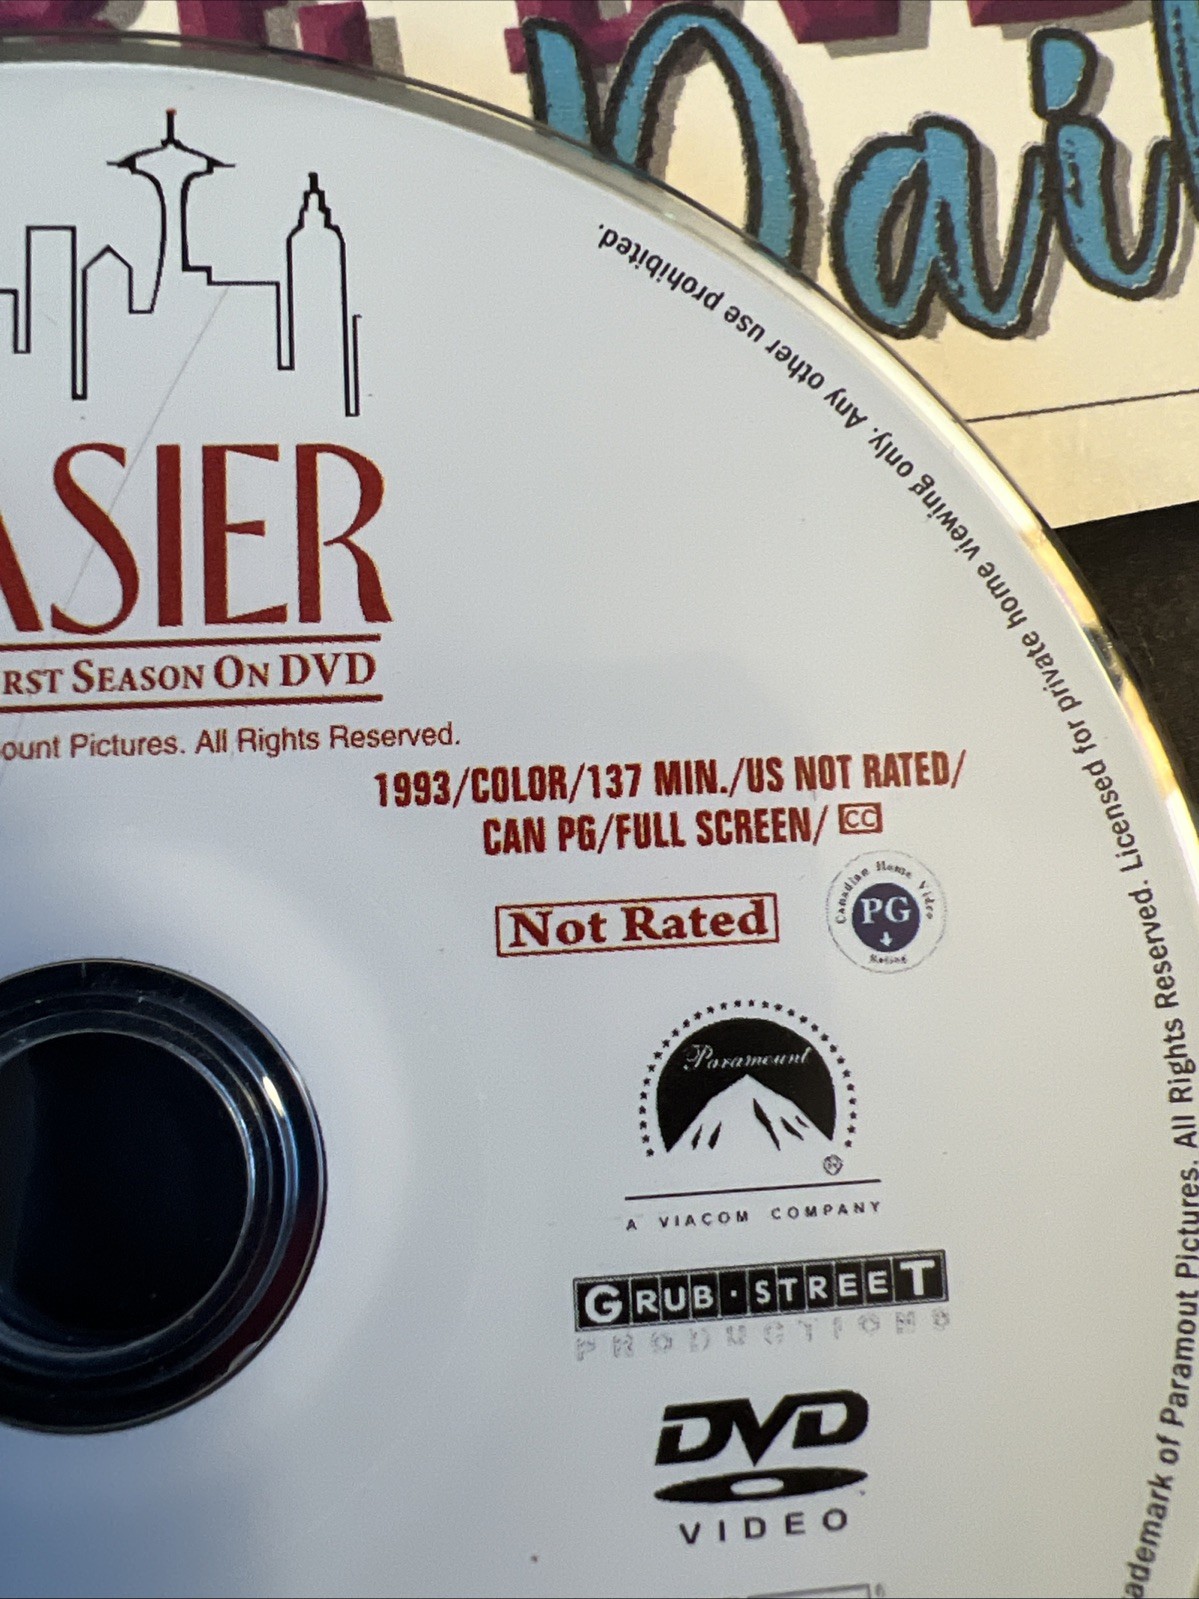 Dail
ASIER
RST SEASON ON DVD
ount Pictures. All Rights Reserved.
1993/COLOR/137 MIN./US NOT RATED/
CAN PG/FULL SCREEN/ CC
Not Rated
Canadian Home Video
PG
Rating
Paramount
®
A VIACOM COMPANY
GRUB·STREET
PRODUCTIONS
DVD
VIDEO
ademark of Paramout Pictures. All Rights Reserved. Licensed for private home viewing only. Any other use prohibited.